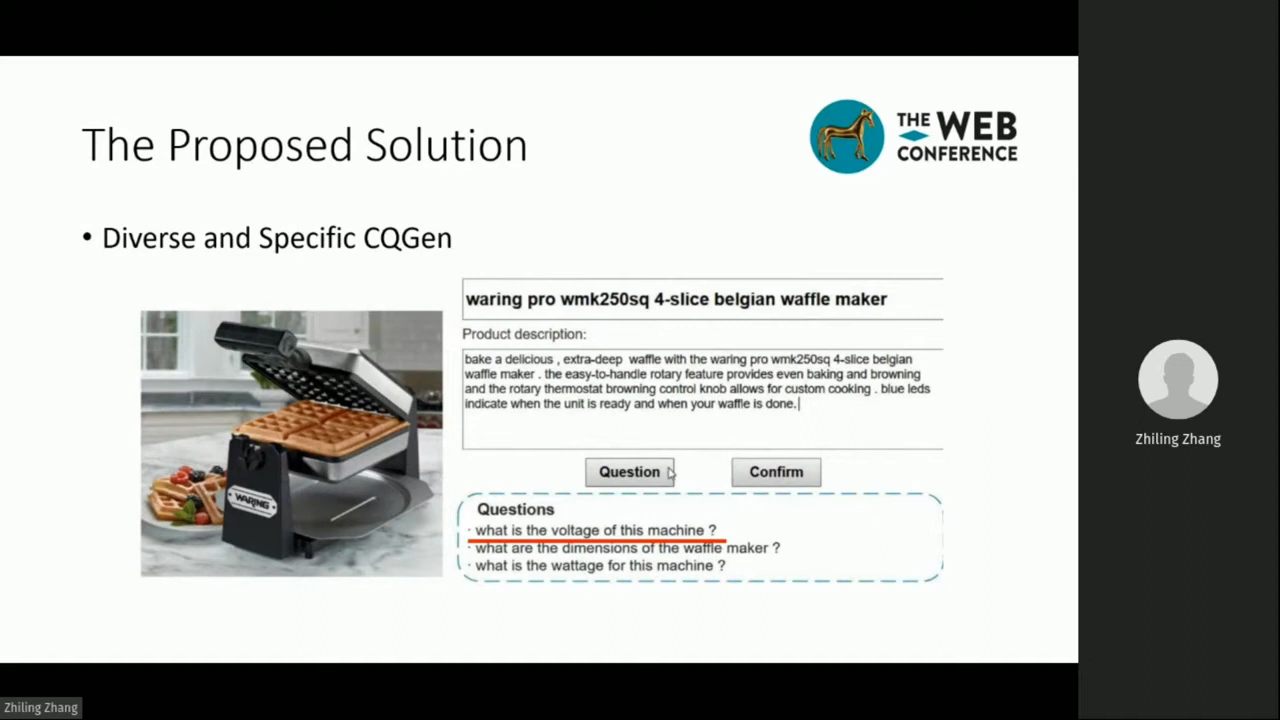 The Proposed Solution
THE WEB
CONFERENCE
• Diverse and Specific CQGen
waring pro wmk250sq 4-slice belgian waffle maker
Product description:
bake a delicious , extra-deep waffle with the waring pro wmk250sq 4-slice belgian
waffle maker . the easy-to-handle rotary feature provides even baking and browning
and the rotary thermostat browning control knob allows for custom cooking . blue leds
indicate when the unit is ready and when your waffle is done.
WARING
Question
Confirm
Questions
· what is the voltage of this machine ?
· what are the dimensions of the waffle maker ?
· what is the wattage for this machine ?
Zhiling Zhang
Zhiling Zhang